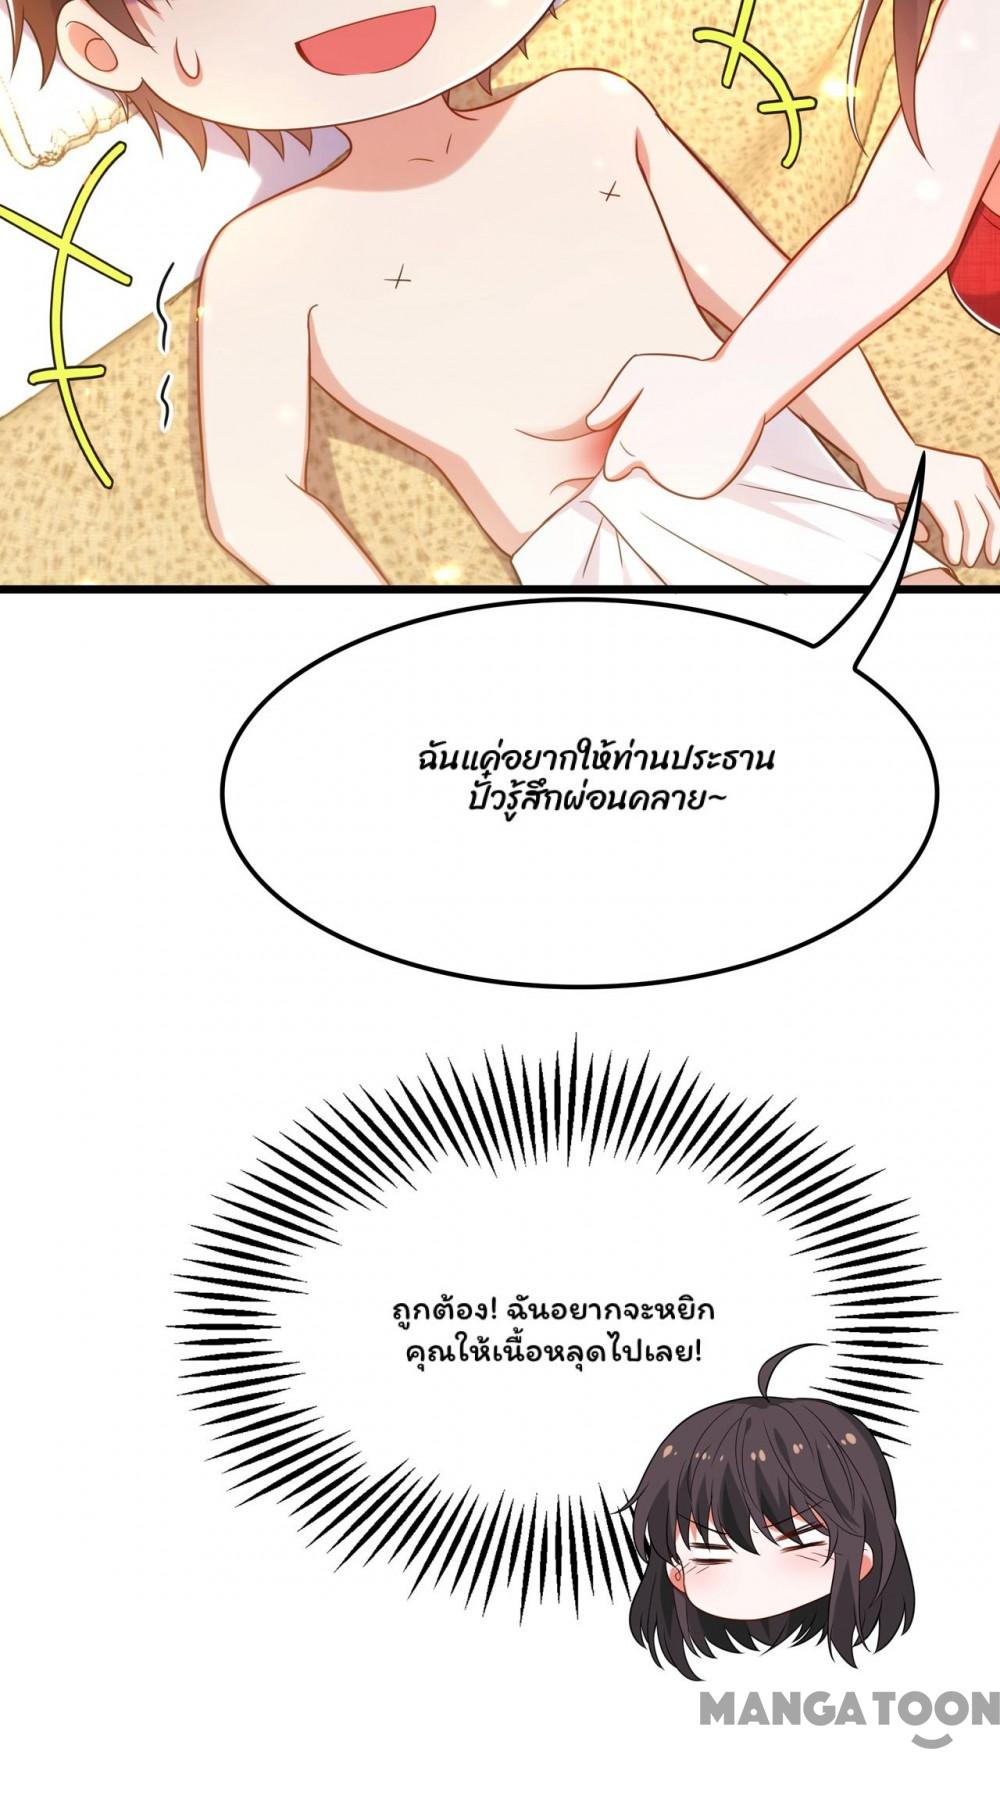 ฉันแค่อยากให้ท่านประธาน
ปั๋วรู้สึกผ่อนคลาย~
ถูกต้อง! ฉันอยากจะหยิก
คุณให้เนื้อหลุดไปเลย!
MANGATOON